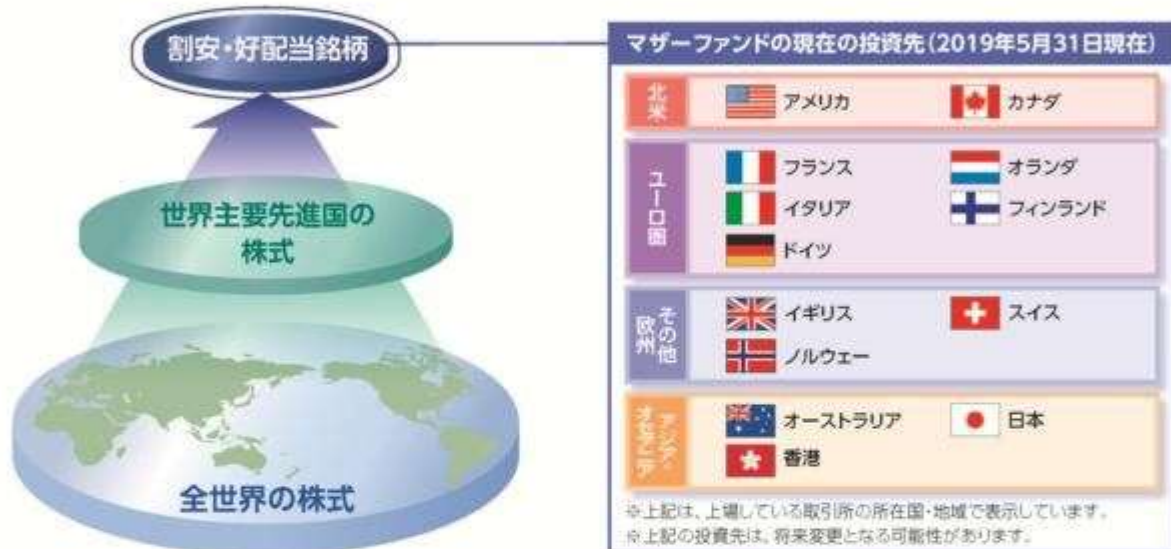 割安・好配当銘柄
世界主要先進国の
株式
全世界の株式
マザーファンドの現在の投資先(2019年5月31日現在)
北米
アメリカ
カナダ
ユーロ圏
フランス
オランダ
イタリア
フィンランド
ドイツ
その他
欧州
イギリス
スイス
ノルウェー
アジア・
オセアニア
オーストラリア
日本
香港
※上記は、上場している取引所の所在国・地域で表示しています。
※上記の投資先は、将来変更となる可能性があります。